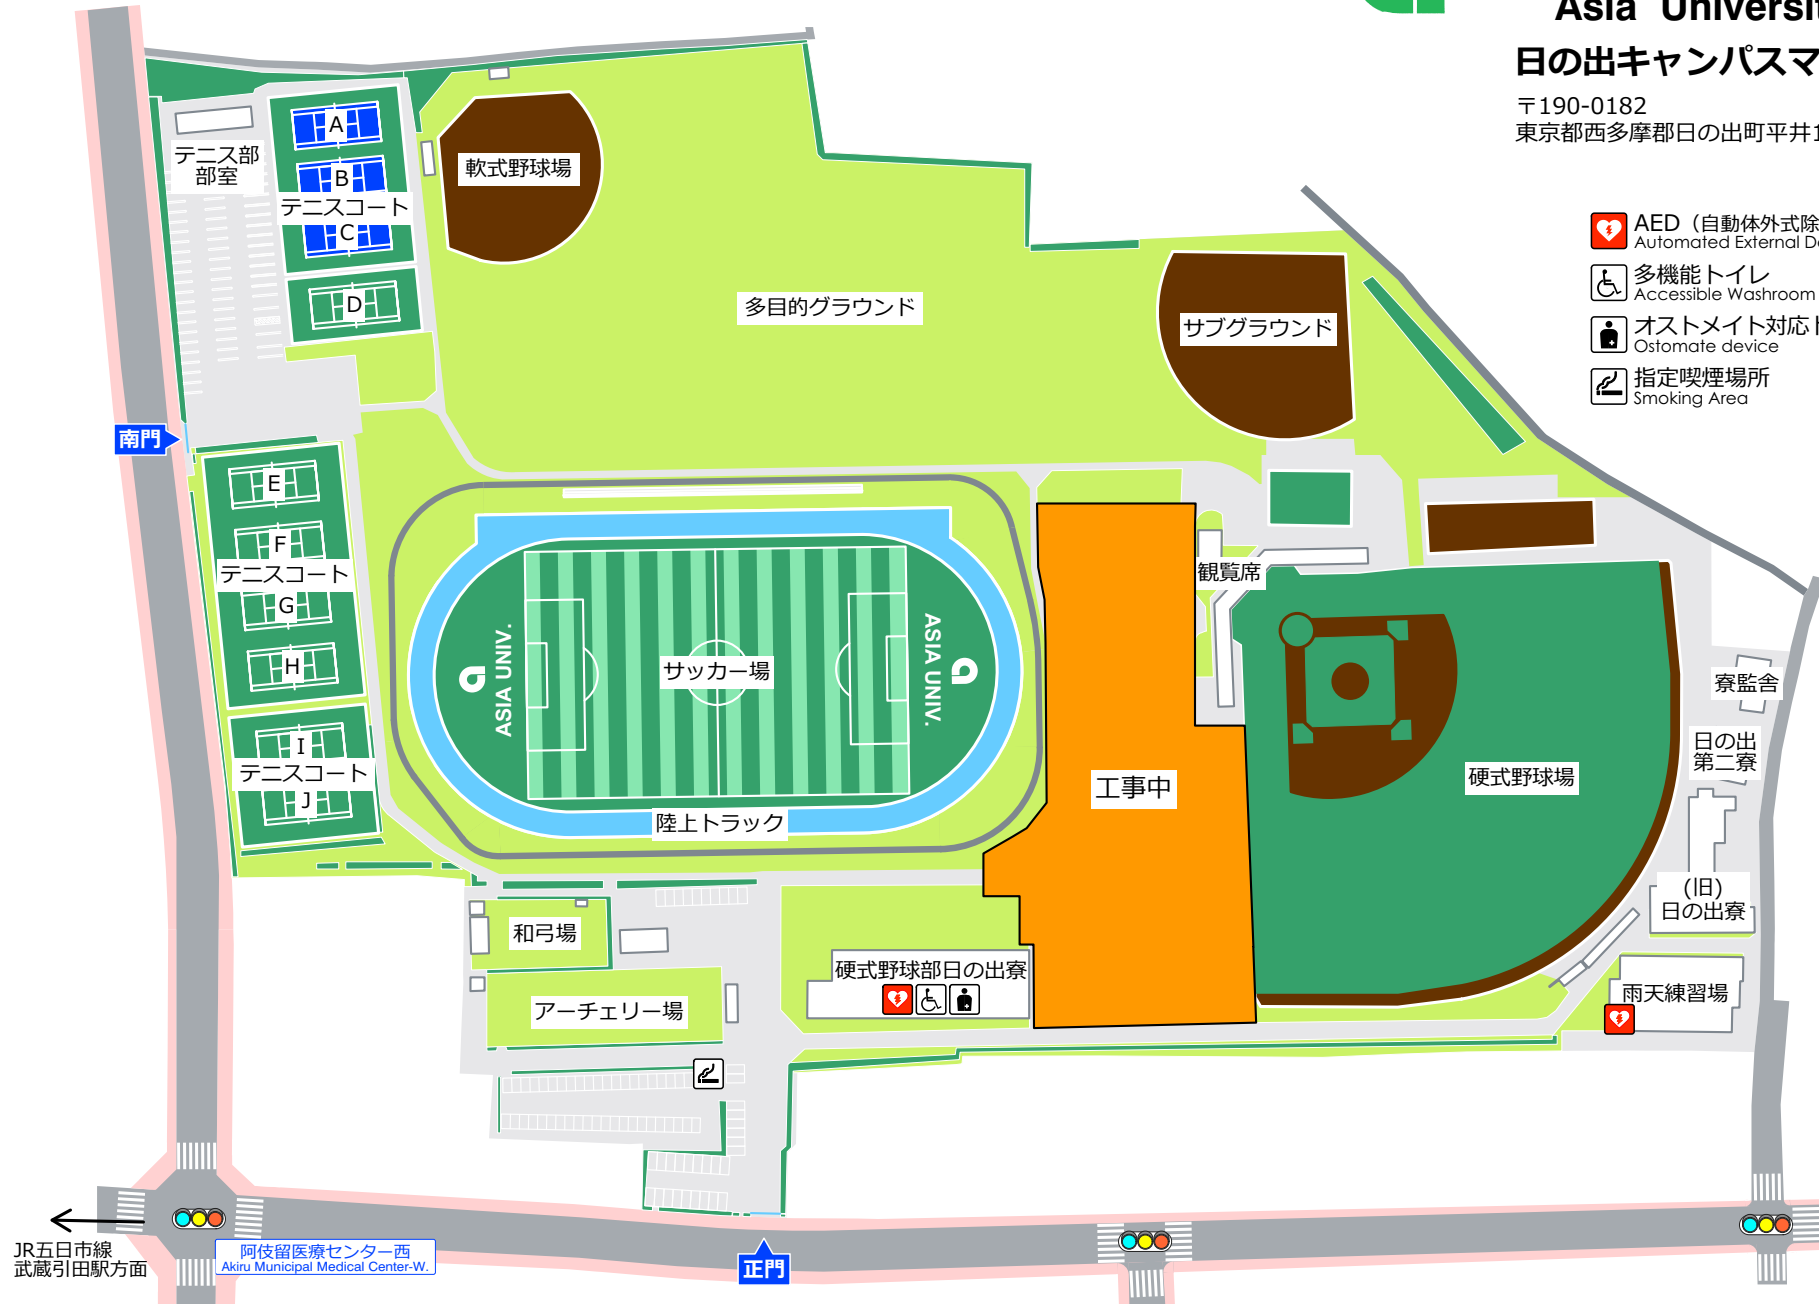 Asia Universit
日の出キャンパスマ
〒190-0182
東京都西多摩郡日の出町平井1
AED（自動体外式除
Automated External De
多機能トイレ
Accessible Washroom
オストメイト対応ト
Ostomate device
指定喫煙場所
Smoking Area
A
テニス部
部室
B
テニスコート
C
D
軟式野球場
多目的グラウンド
サブグラウンド
南門
E
F
テニスコート
G
H
I
テニスコート
J
ASIA UNIV.
サッカー場
ASIA UNIV.
陸上トラック
観覧席
工事中
硬式野球場
寮監舎
日の出
第二寮
(旧)
日の出寮
和弓場
アーチェリー場
硬式野球部日の出寮
雨天練習場
JR五日市線
武蔵引田駅方面
阿伎留医療センター西
Akiru Municipal Medical Center-W.
正門